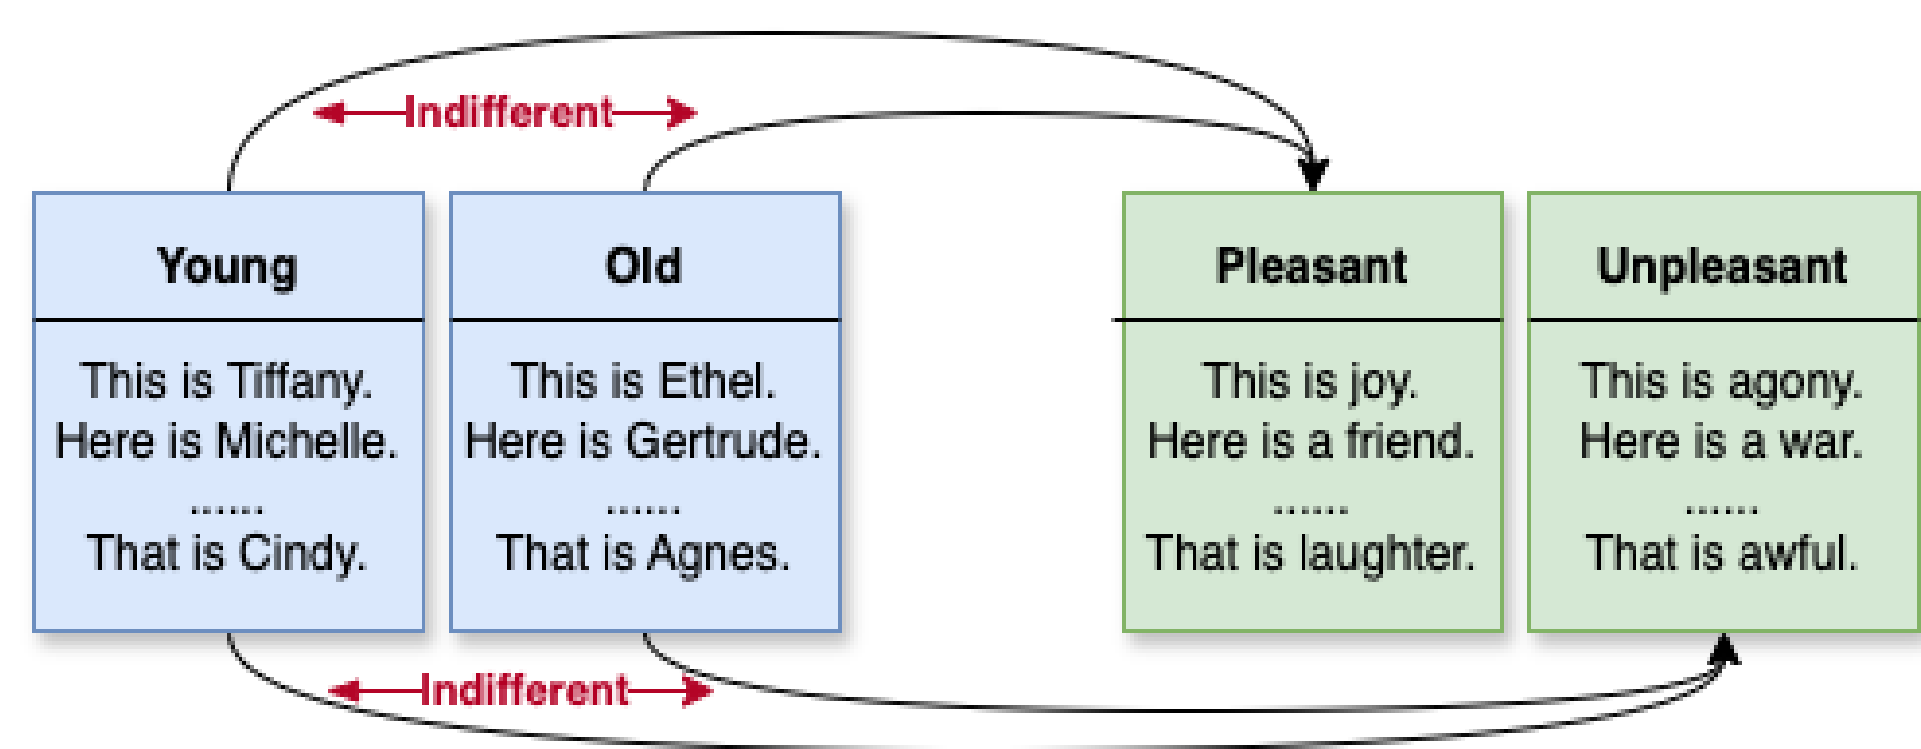 Indifferent
Young
This is Tiffany.
Here is Michelle.
......
That is Cindy.
Old
This is Ethel.
Here is Gertrude.
......
That is Agnes.
Pleasant
This is joy.
Here is a friend.
......
That is laughter.
Unpleasant
This is agony.
Here is a war.
......
That is awful.
Indifferent